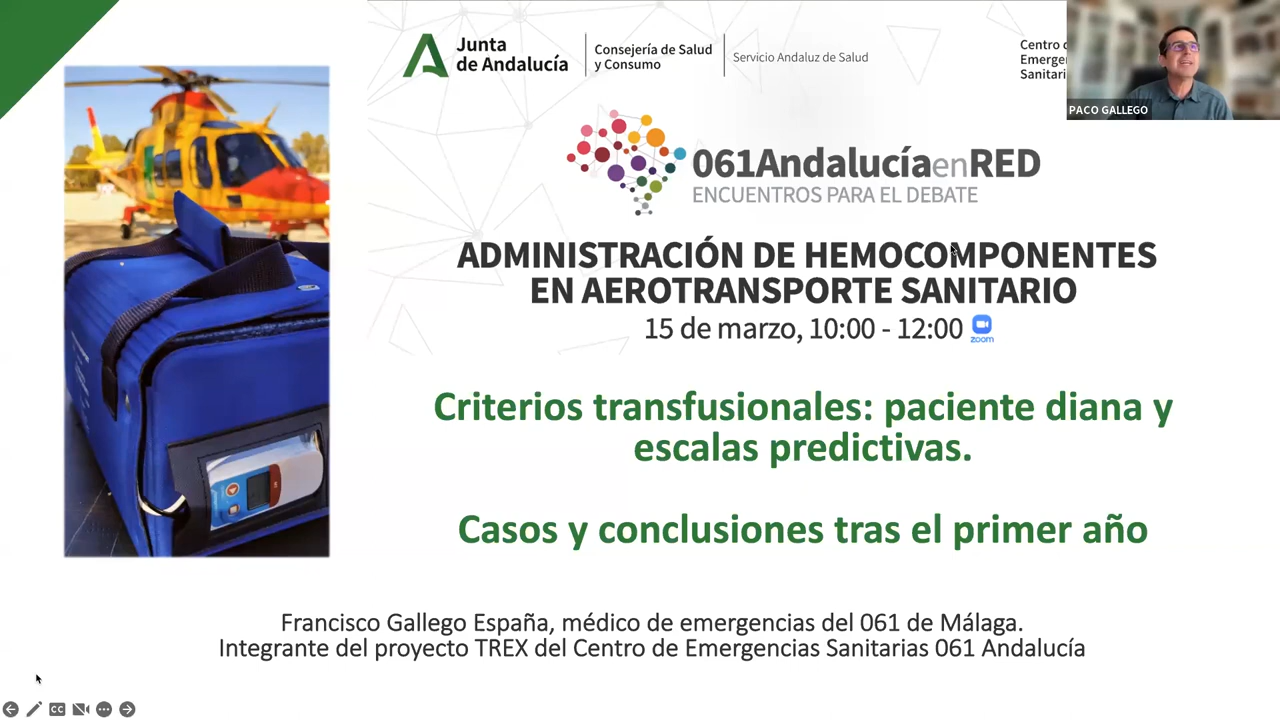 Junta
de Andalucía
Consejería de Salud
y Consumo
Servicio Andaluz de Salud
Centro
Sanitari
PACO GALLEGO
061AndalucíaenRED
ENCUENTROS PARA EL DEBATE
ADMINISTRACIÓN DE HEMOCOMPONENTES
EN AEROTRANSPORTE SANITARIO
15 de marzo, 10:00 - 12:00
zoom
Criterios transfusionales: paciente diana y
escalas predictivas.
Casos y conclusiones tras el primer año
Francisco Gallego España, médico de emergencias del 061 de Málaga.
Integrante del proyecto TREX del Centro de Emergencias Sanitarias 061 Andalucía
CC